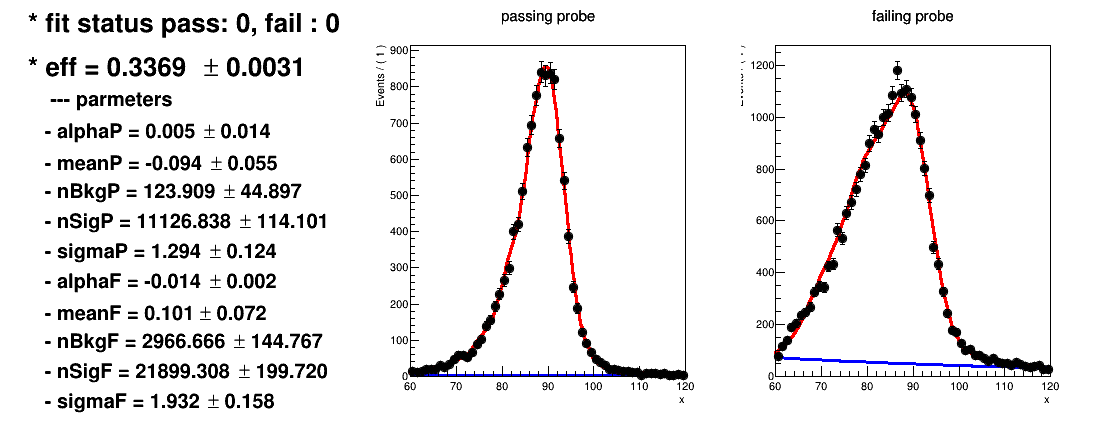 * fit status pass: 0, fail : 0
* eff = 0.3369 ± 0.0031
--- parmeters
- alphaP = 0.005 ± 0.014
- meanP = -0.094 ± 0.055
- nBkgP = 123.909 ± 44.897
- nSigP = 11126.838 ± 114.101
- sigmaP = 1.294 ± 0.124
- alphaF = -0.014 ± 0.002
- meanF = 0.101 ± 0.072
- nBkgF = 2966.666 ± 144.767
- nSigF = 21899.308 ± 199.720
- sigmaF = 1.932 ± 0.158
passing probe
Events / ( 1 )
900
800
700
600
500
400
300
200
100
0
60 70 80 90 100 110 120
x
failing probe
Events / ( 1 )
1200
1000
800
600
400
200
0
60 70 80 90 100 110 120
x